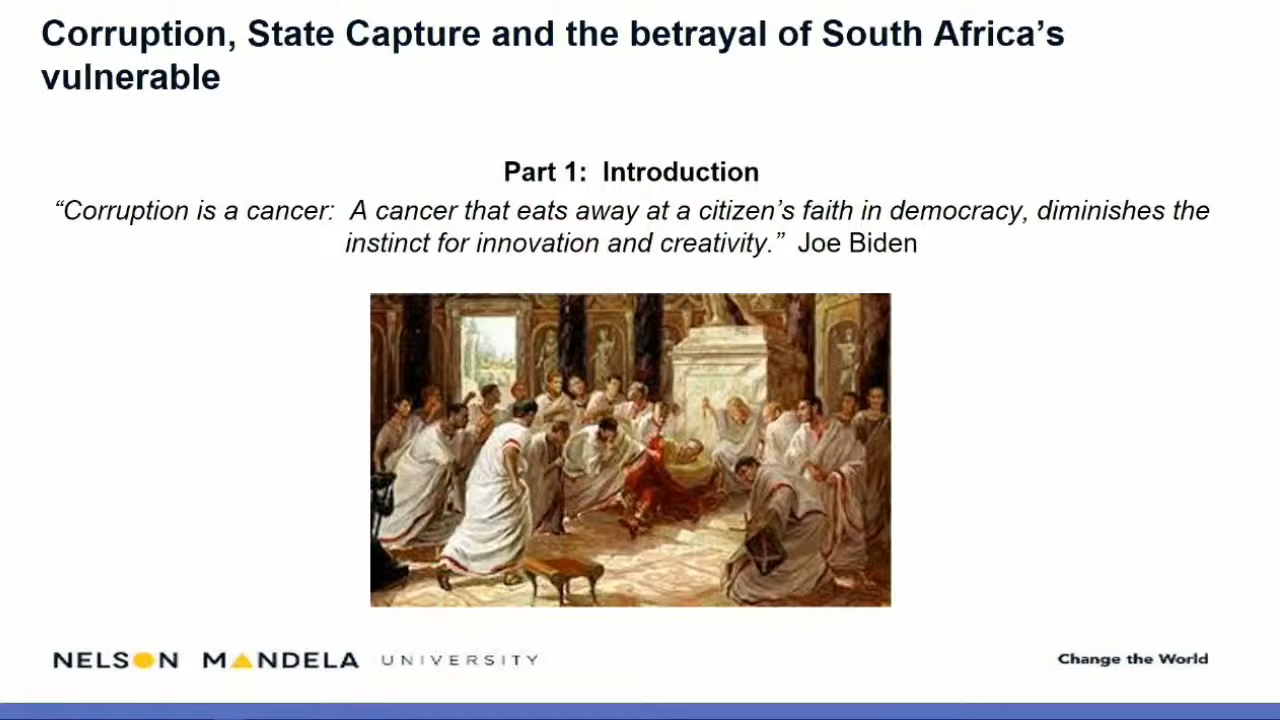 Corruption, State Capture and the betrayal of South Africa’s
vulnerable
Part 1:  Introduction
“Corruption is a cancer:  A cancer that eats away at a citizen’s faith in democracy, diminishes the
instinct for innovation and creativity.”  Joe Biden
NELSON MANDELA UNIVERSITY
Change the World